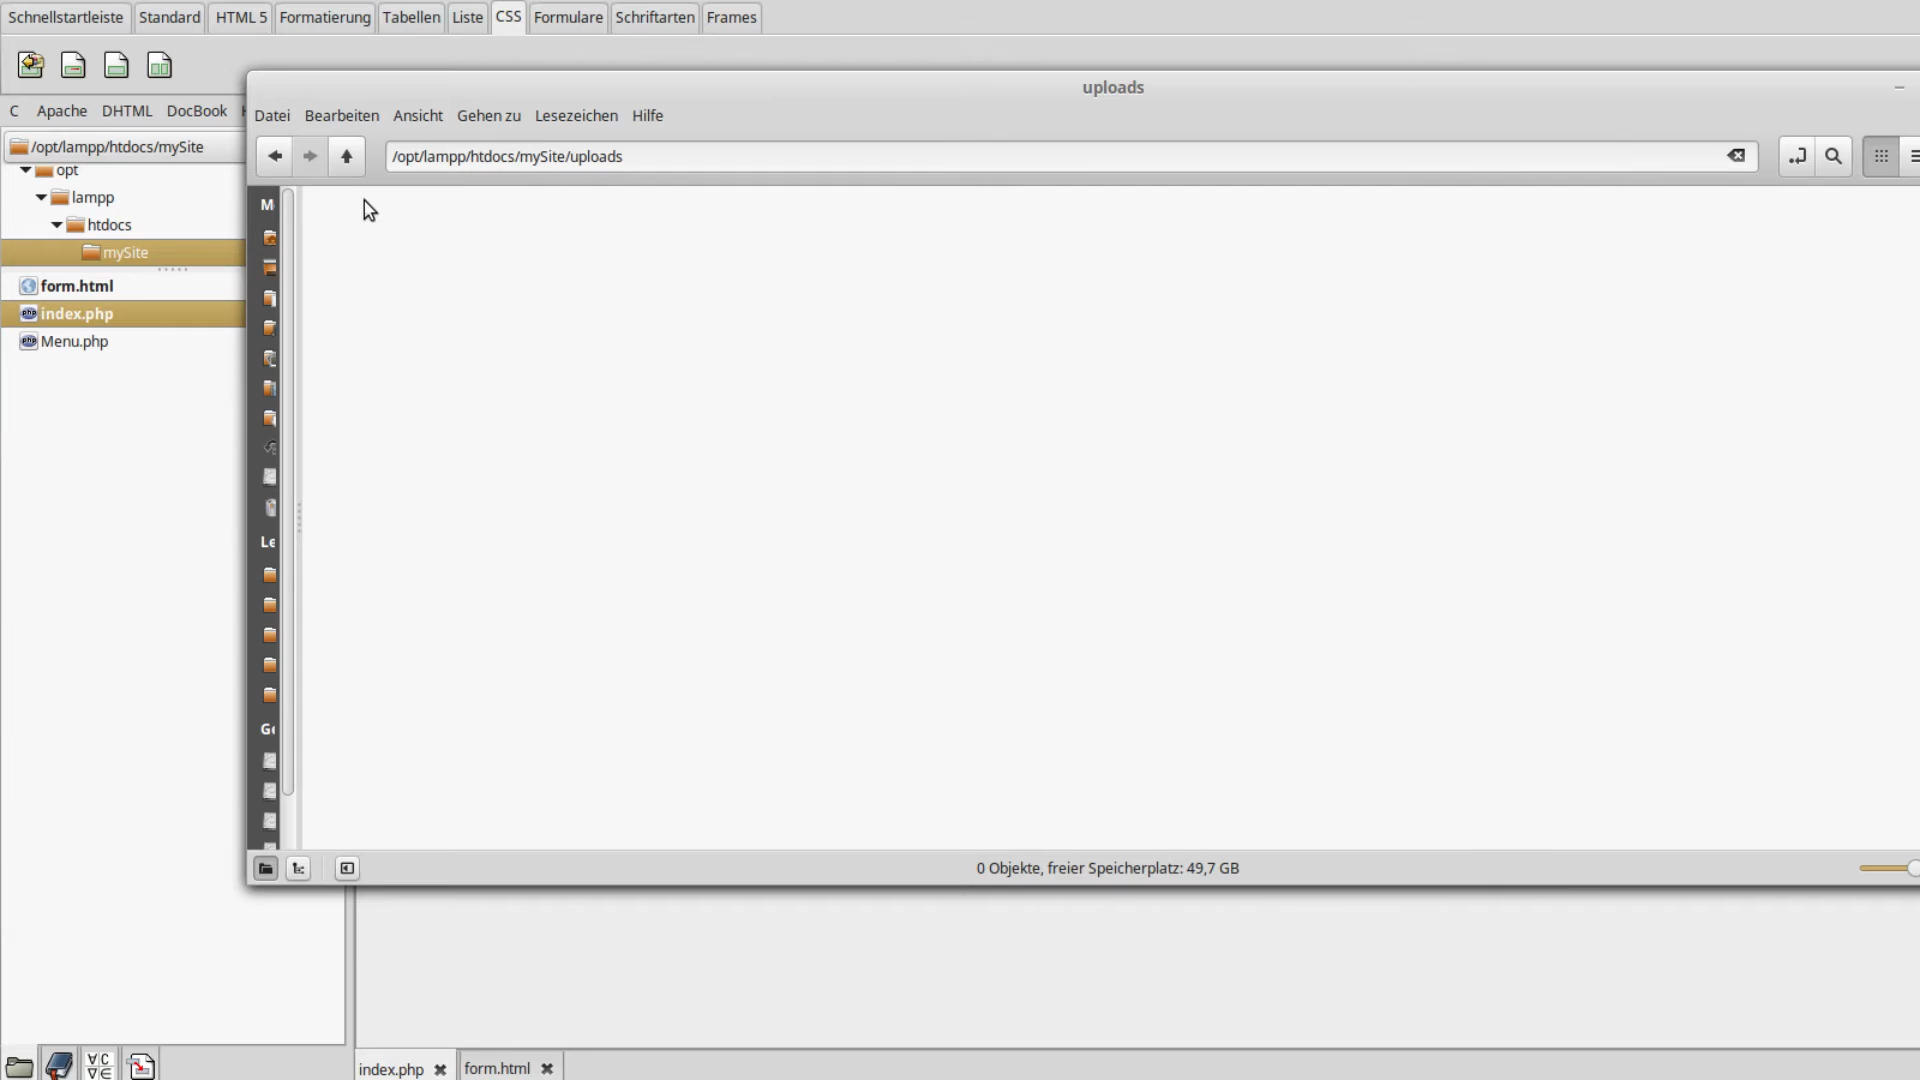 Schnellstartleiste Standard HTML 5 Formatierung Tabellen Liste CSS Formulare Schriftarten Frames
uploads
C Apache DHTML DocBook
Datei Bearbeiten Ansicht Gehen zu Lesezeichen Hilfe
/opt/lampp/htdocs/mySite
/opt/lampp/htdocs/mySite/uploads
opt
lampp
htdocs
mySite
form.html
index.php
Menu.php
M
Le
0 Objekte, freier Speicherplatz: 49,7 GB
index.php form.html